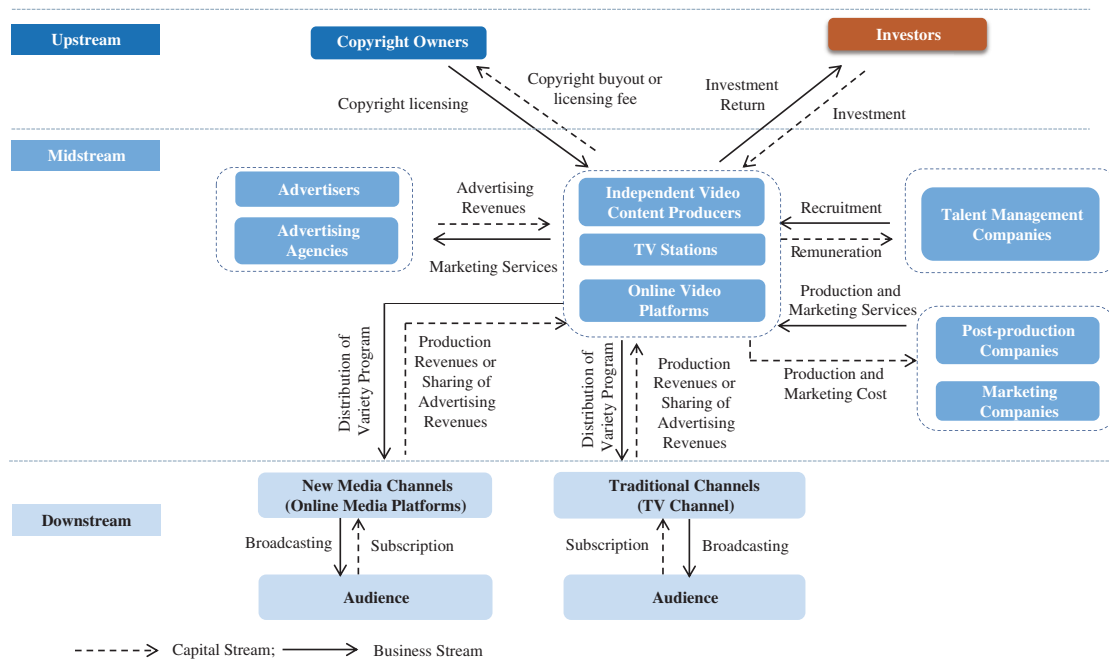 Upstream
Copyright Owners
Investors
Copyright licensing
Copyright buyout or
licensing fee
Investment
Return
Investment
Midstream
Advertisers
Advertising
Agencies
Advertising
Revenues
Marketing Services
Independent Video
Content Producers
TV Stations
Online Video
Platforms
Recruitment
Remuneration
Talent Management
Companies
Production and
Marketing Services
Production and
Marketing Cost
Post-production
Companies
Marketing
Companies
Distribution of
Variety Program
Production
Revenues or
Sharing of
Advertising
Revenues
Distribution of
Variety Program
Production
Revenues or
Sharing of
Advertising
Revenues
Downstream
New Media Channels
(Online Media Platforms)
Traditional Channels
(TV Channel)
Broadcasting
Subscription
Subscription
Broadcasting
Audience
Audience
Capital Stream;
Business Stream